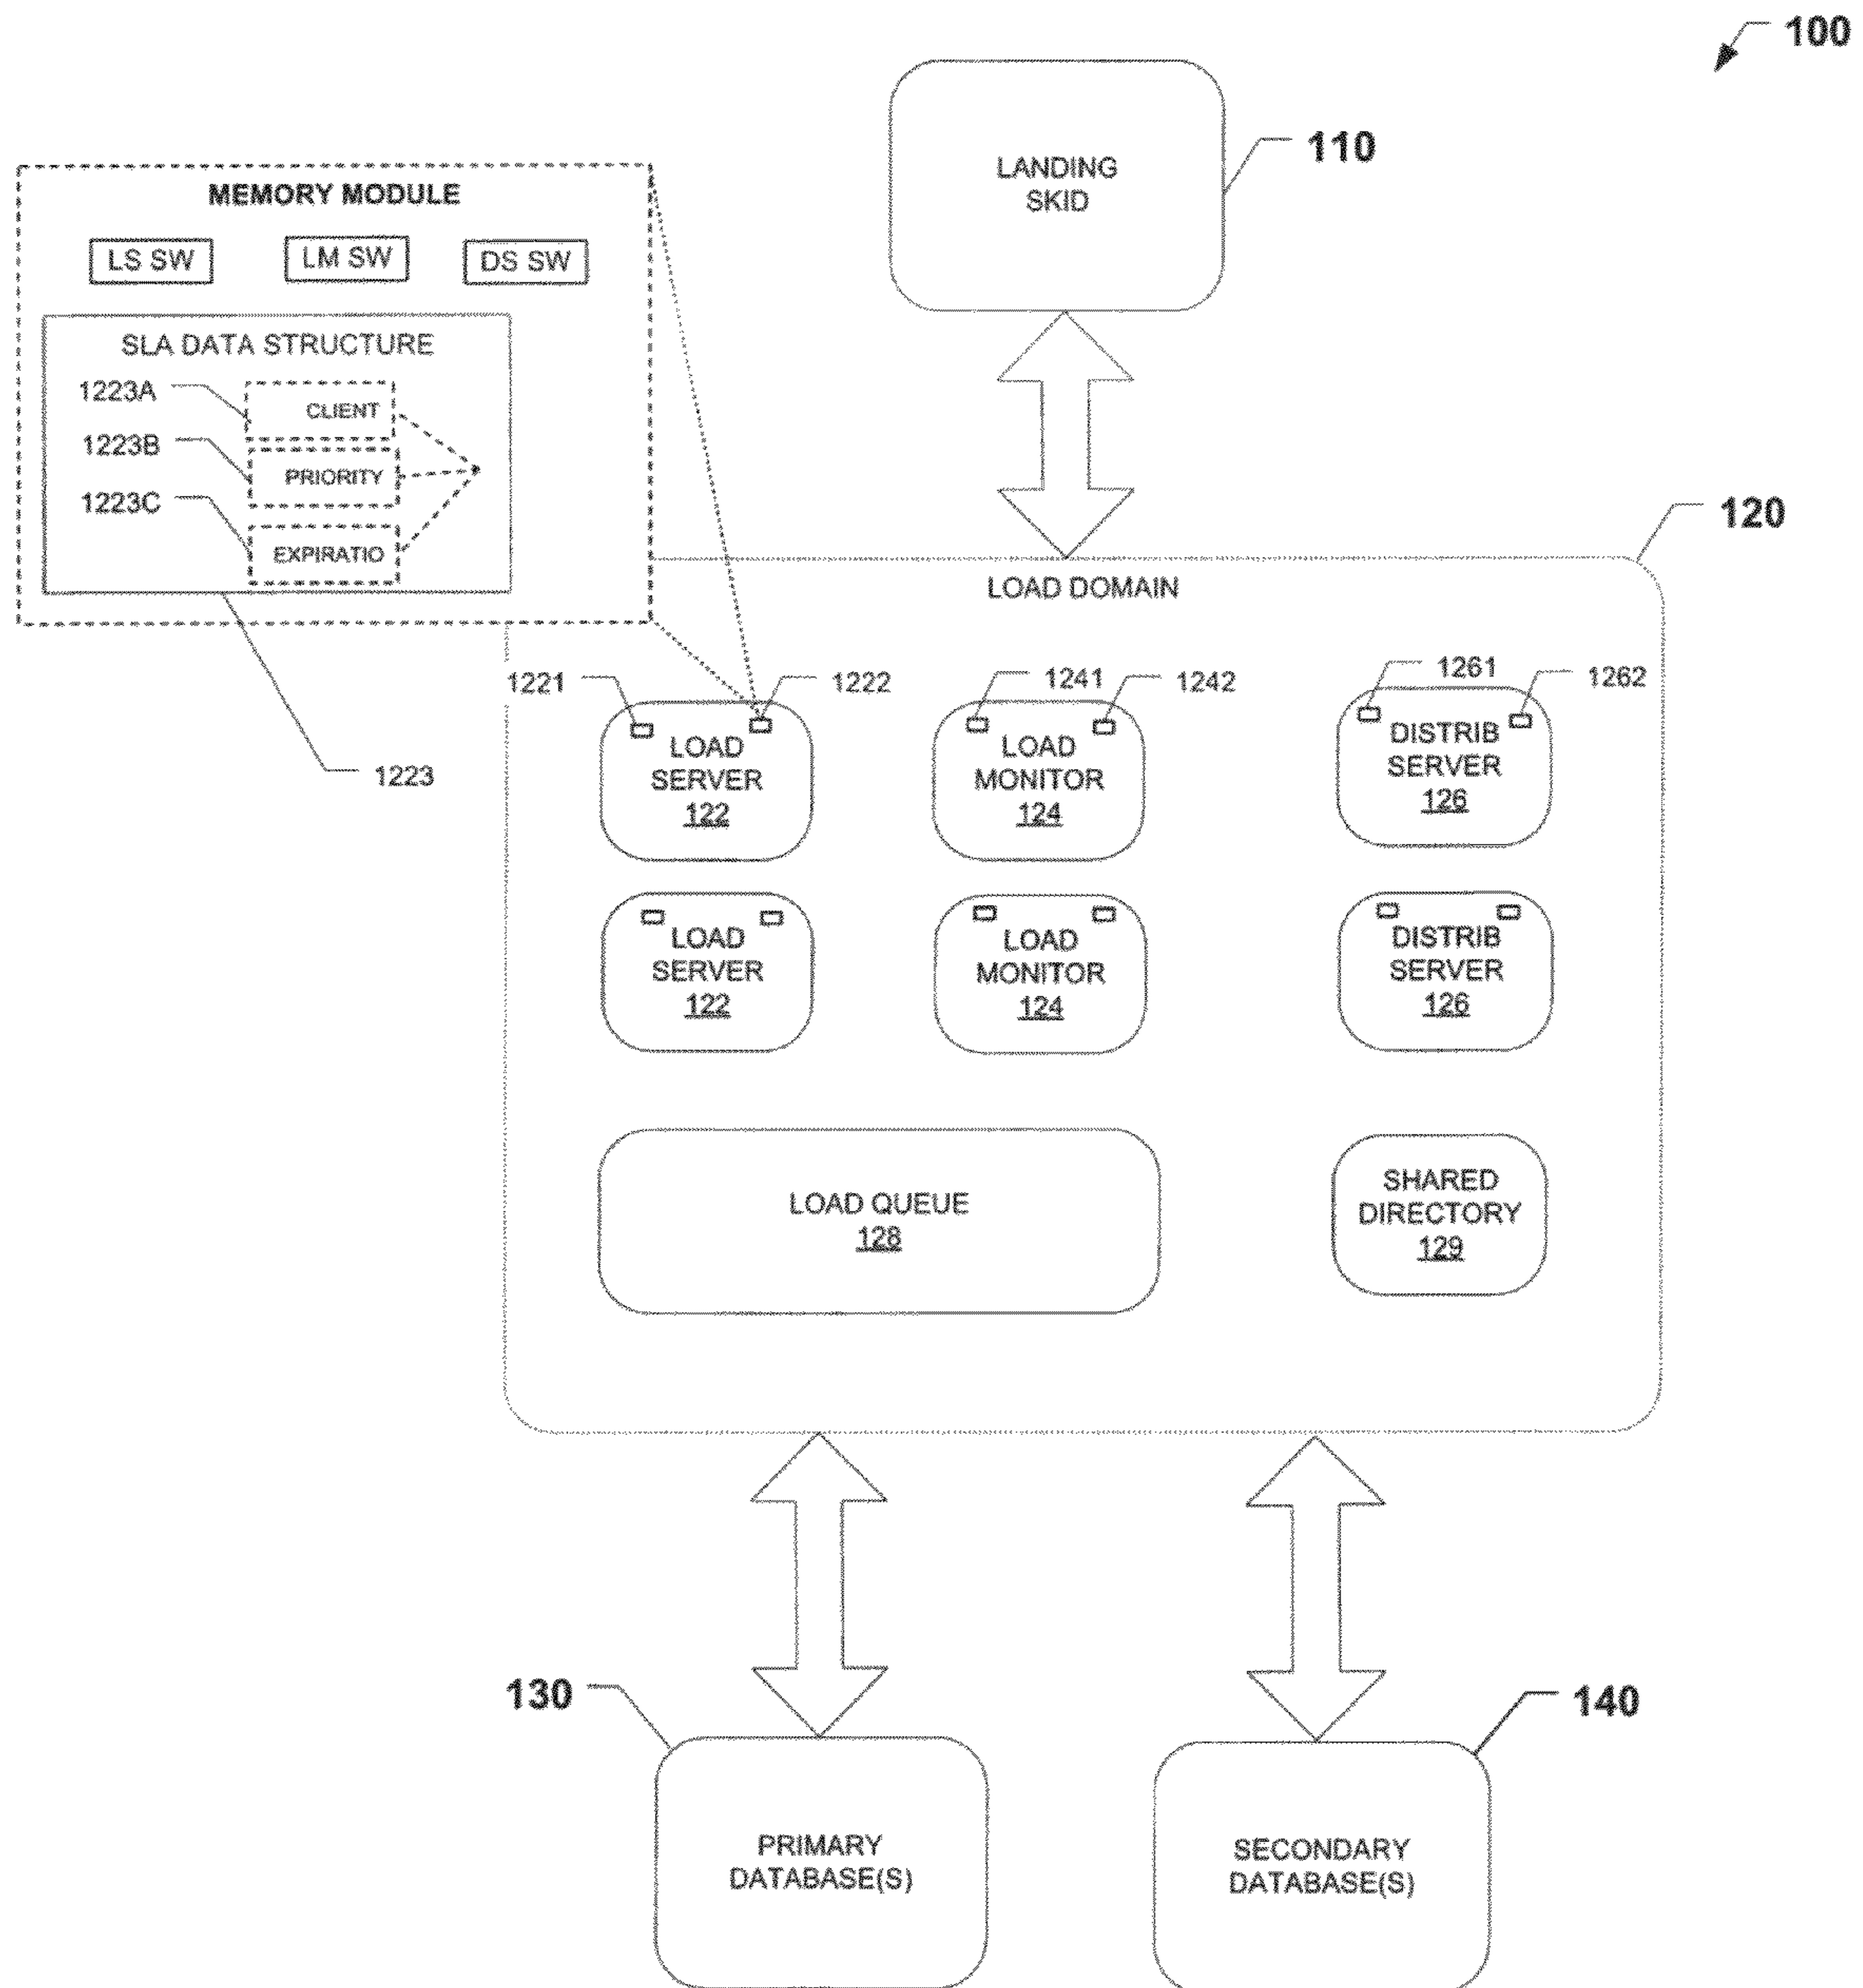 100
LANDING
SKID
110
MEMORY MODULE
LS SW
LM SW
DS SW
SLA DATA STRUCTURE
1223A
CLIENT
1223B
PRIORITY
1223C
EXPIRATIO
1223
120
LOAD DOMAIN
1221
1222
1241
1242
1261
1262
LOAD
SERVER
122
LOAD
MONITOR
124
DISTRIB
SERVER
126
LOAD
SERVER
122
LOAD
MONITOR
124
DISTRIB
SERVER
126
LOAD QUEUE
128
SHARED
DIRECTORY
129
130
PRIMARY
DATABASE(S)
140
SECONDARY
DATABASE(S)